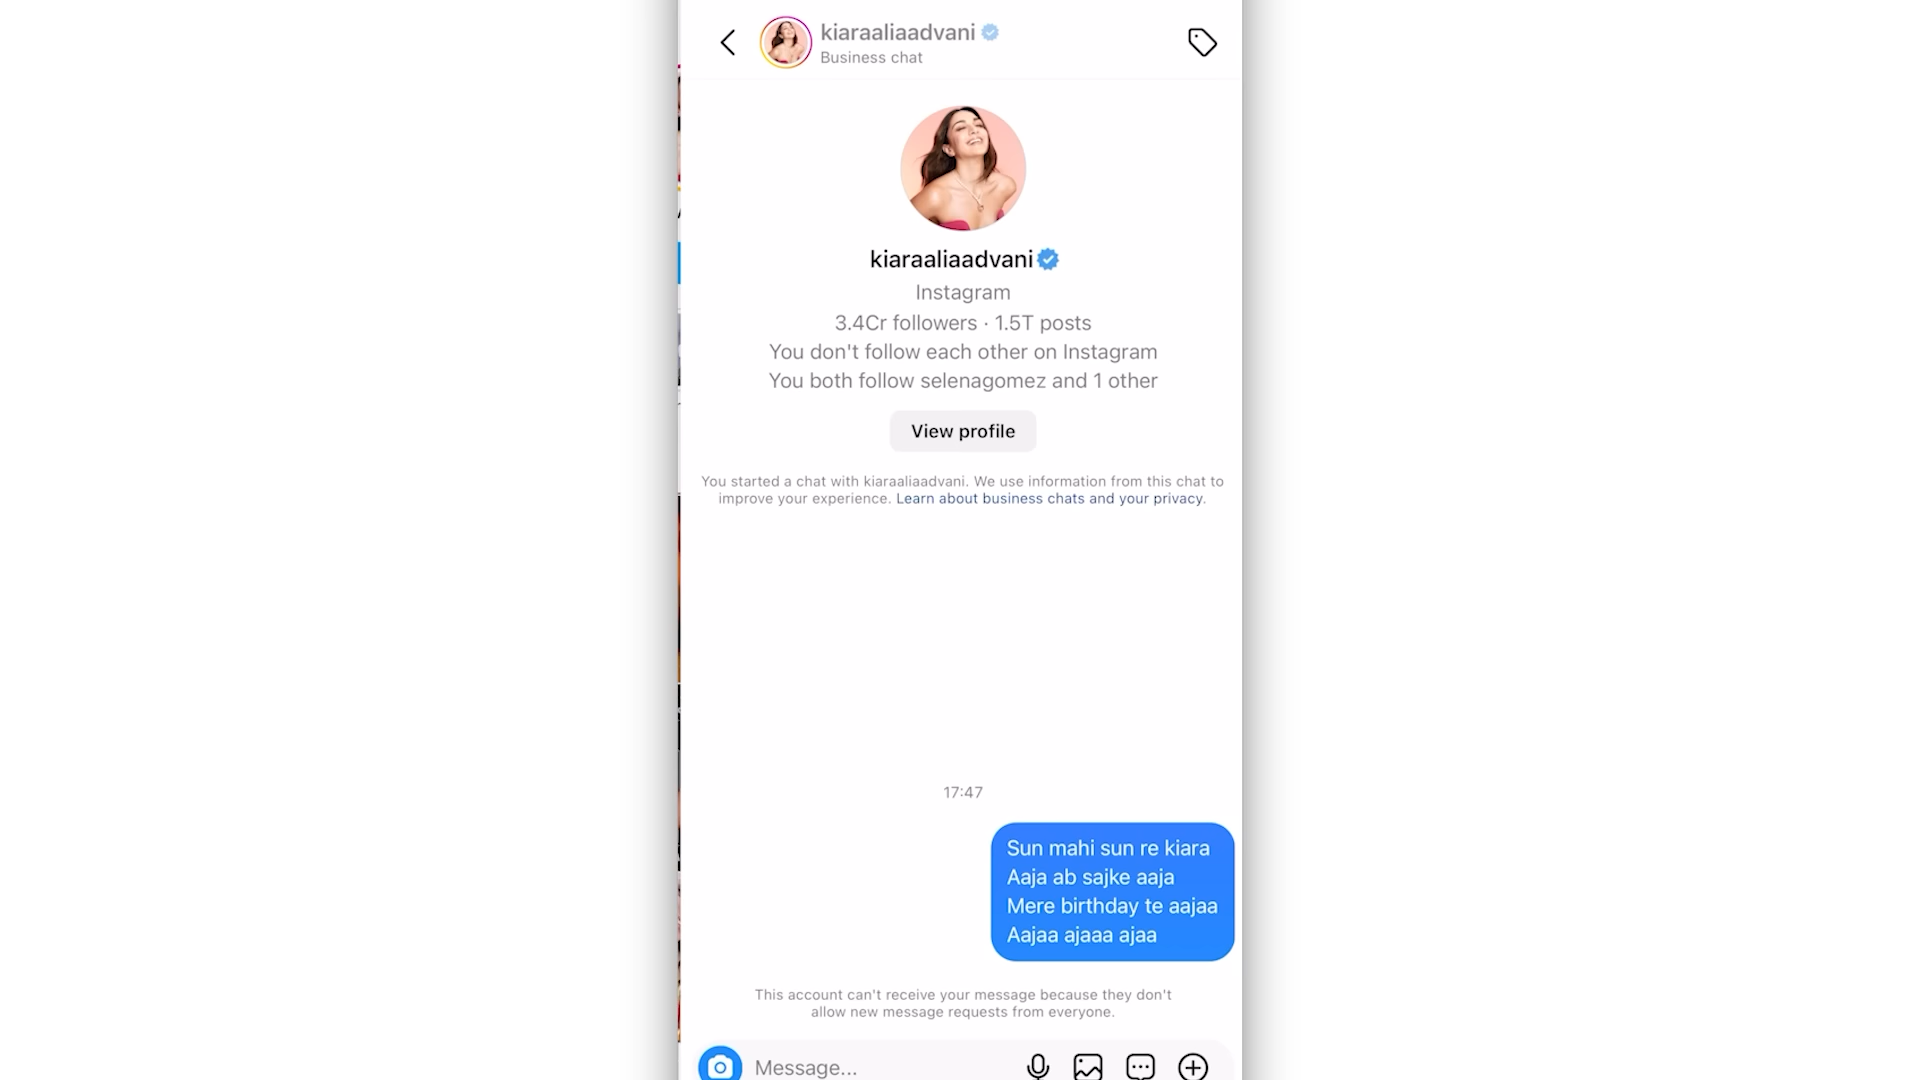 kiaraaliaadvani
Business chat
kiaraaliaadvani
Instagram
3.4Cr followers · 1.5T posts
You don't follow each other on Instagram
You both follow selenagomez and 1 other
View profile
You started a chat with kiaraaliaadvani. We use information from this chat to
improve your experience. Learn about business chats and your privacy.
17:47
Sun mahi sun re kiara
Aaja ab sajke aaja
Mere birthday te aajaa
Aajaa ajaaa ajaa
This account can't receive your message because they don't
allow new message requests from everyone.
Message...